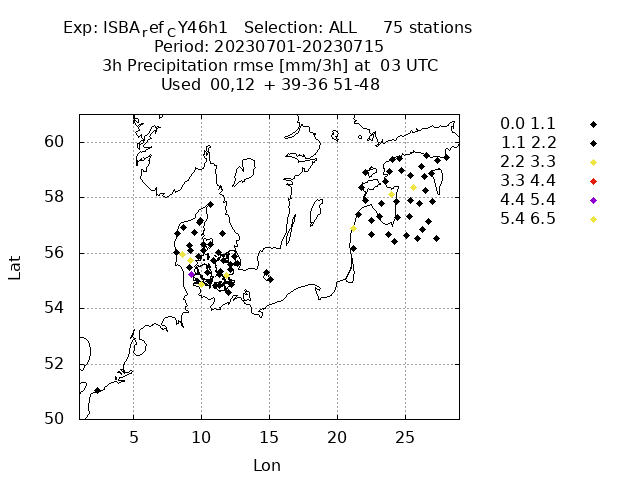 Exp: ISBAref CY46h1 Selection: ALL 75 stations
Period: 20230701-20230715
3h Precipitation rmse [mm/3h] at 03 UTC
Used 00,12 + 39-36 51-48
60
58
56
54
52
50
5 10 15 20 25
Lat
Lon
0.0 1.1
1.1 2.2
2.2 3.3
3.3 4.4
4.4 5.4
5.4 6.5